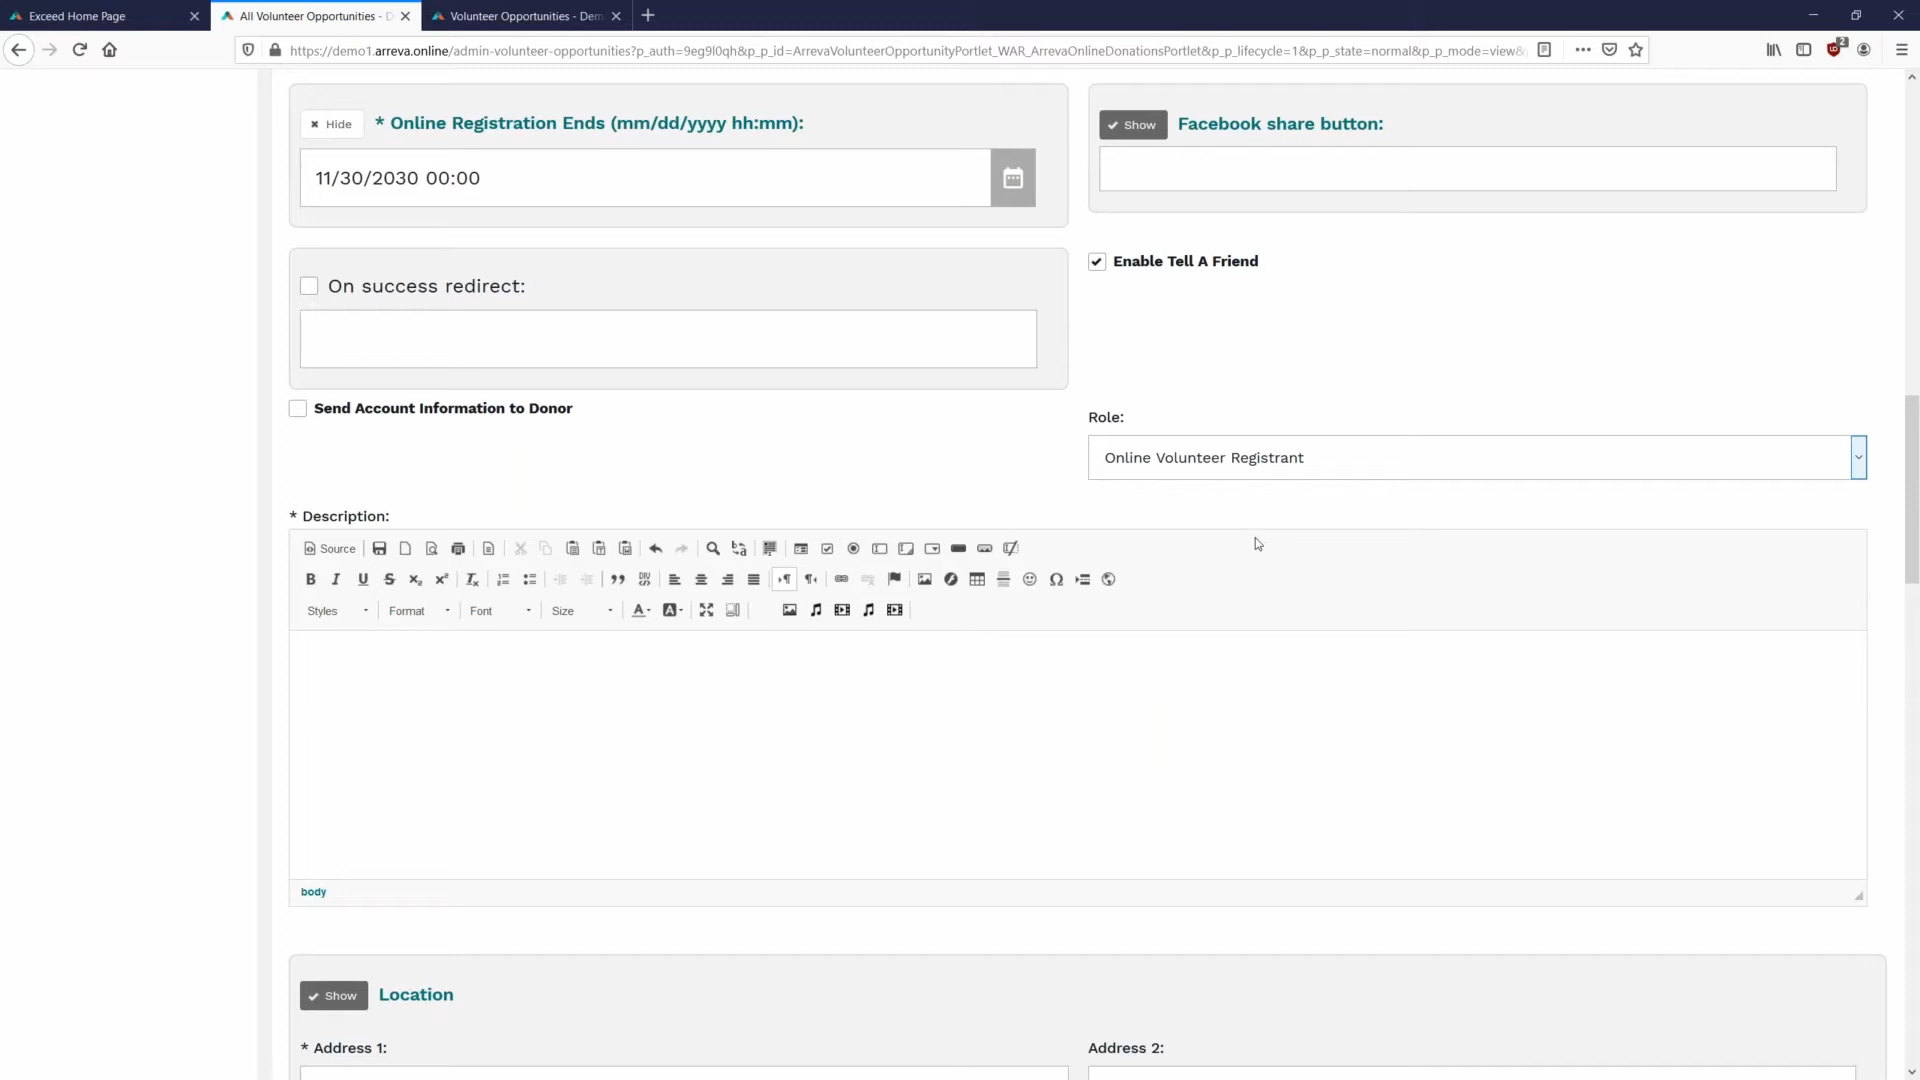 Exceed Home Page
All Volunteer Opportunities - D
Volunteer Opportunities - Dem
https://demo1.arreva.online/admin-volunteer-opportunities?p_auth=9eg9l0qh&p_p_id=ArrevaVolunteerOpportunityPortlet_WAR_ArrevaOnlineDonationsPortlet&p_p_lifecycle=1&p_p_state=normal&p_p_mode=view&
2
Hide * Online Registration Ends (mm/dd/yyyy hh:mm):
11/30/2030 00:00
Show Facebook share button:
On success redirect:
Enable Tell A Friend
Send Account Information to Donor
Role:
Online Volunteer Registrant
* Description:
Source
Styles Format Font Size
body
Show Location
* Address 1:
Address 2: